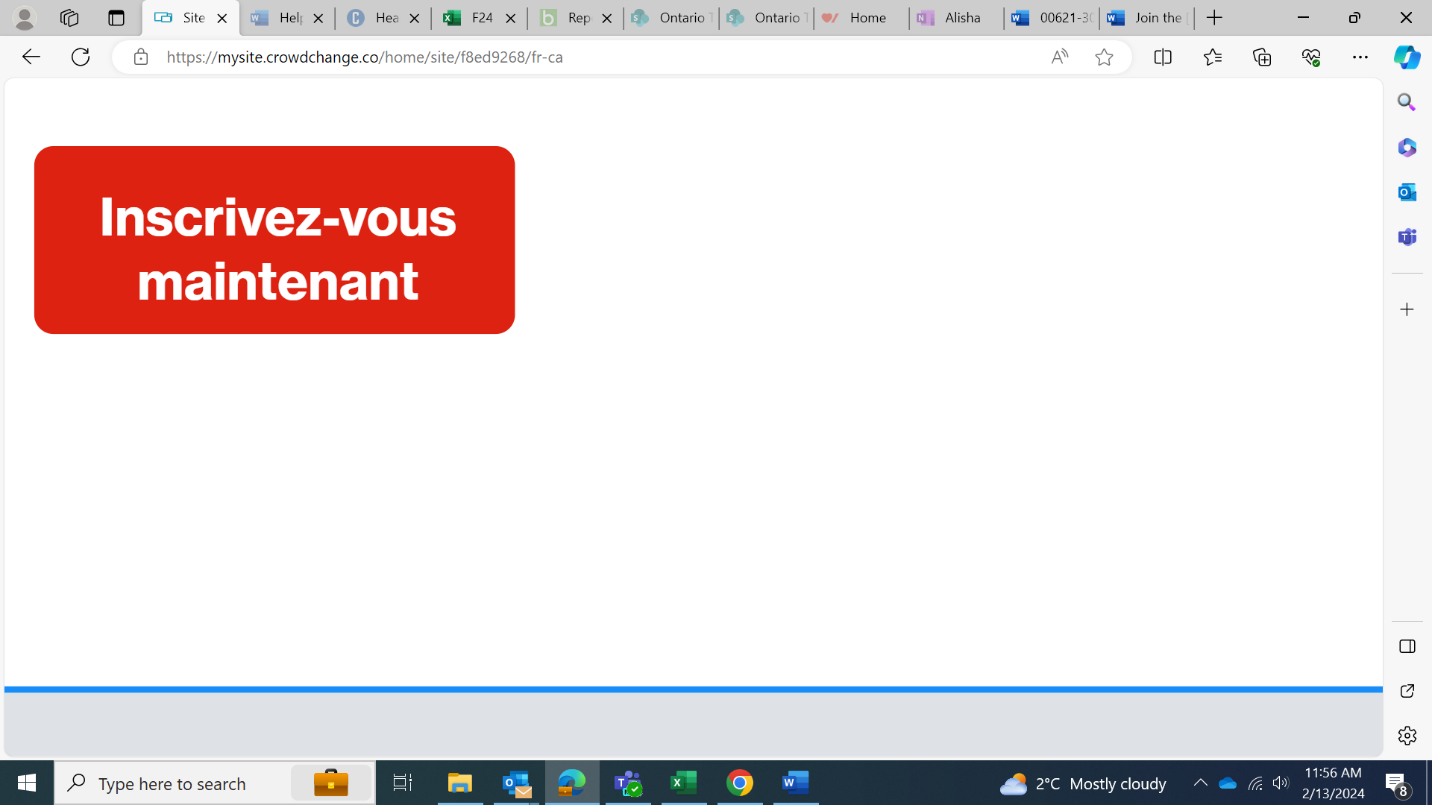 Site
Help
Hea
F24
Rep
Ontario T
Ontario T
Home
Alisha
00621-30
Join the
https://mysite.crowdchange.co/home/site/f8ed9268/fr-ca
Inscrivez-vous
maintenant
Type here to search
2°C Mostly cloudy
11:56 AM
2/13/2024
8